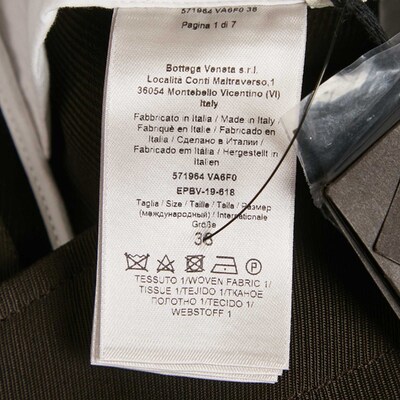 571964 VA6F0 36
Pagina 1 di 7
Bottega Veneta s.r.l.
Località Conti Maltraverso,1
36054 Montebello Vicentino (VI)
Italy
Fabbricato in Italia / Made in Italy
Fabriqué en Italie / Fabricado en
Italia / Сделано в Италии /
Fabricado em Itália / Hergestellt in
Italien
571964 VA6F0
EPBV-19-618
Taglia / Size / Taille / Talla / Размер
(международный) / Internationale
Größe
36
P
TESSUTO 1/WOVEN FABRIC 1/
TISSUE 1/TEJIDO 1/ТКАНОЕ
ПОЛОТНО 1/TECIDO 1/
WEBSTOFF 1